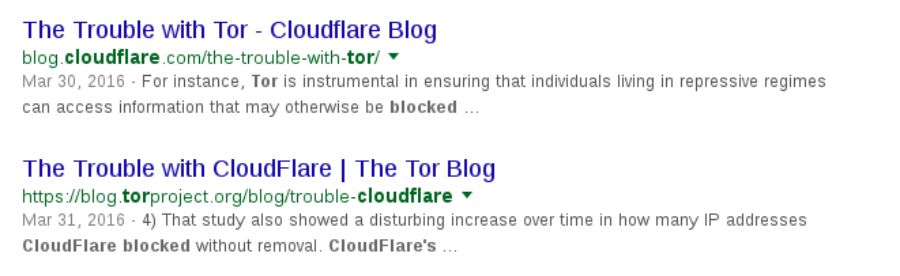 The Trouble with Tor - Cloudflare Blog
blog.cloudflare.com/the-trouble-with-tor/
Mar 30, 2016 · For instance, Tor is instrumental in ensuring that individuals living in repressive regimes
can access information that may otherwise be blocked ...
The Trouble with CloudFlare | The Tor Blog
https://blog.torproject.org/blog/trouble-cloudflare
Mar 31, 2016 · 4) That study also showed a disturbing increase over time in how many IP addresses
CloudFlare blocked without removal. CloudFlare's ...